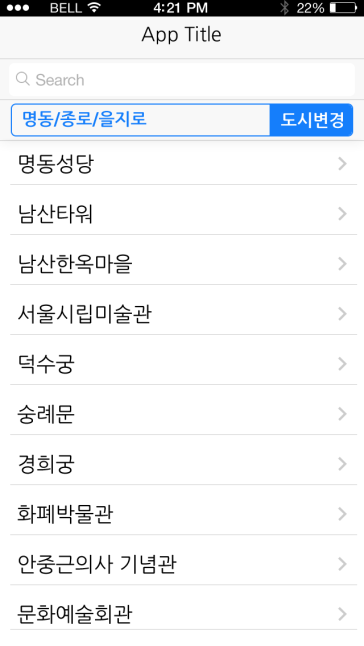 BELL 4:21 PM 22%
App Title
Search
명동/종로/을지로 도시변경
명동성당
남산타워
남산한옥마을
서울시립미술관
덕수궁
숭례문
경희궁
화폐박물관
안중근의사 기념관
문화예술회관